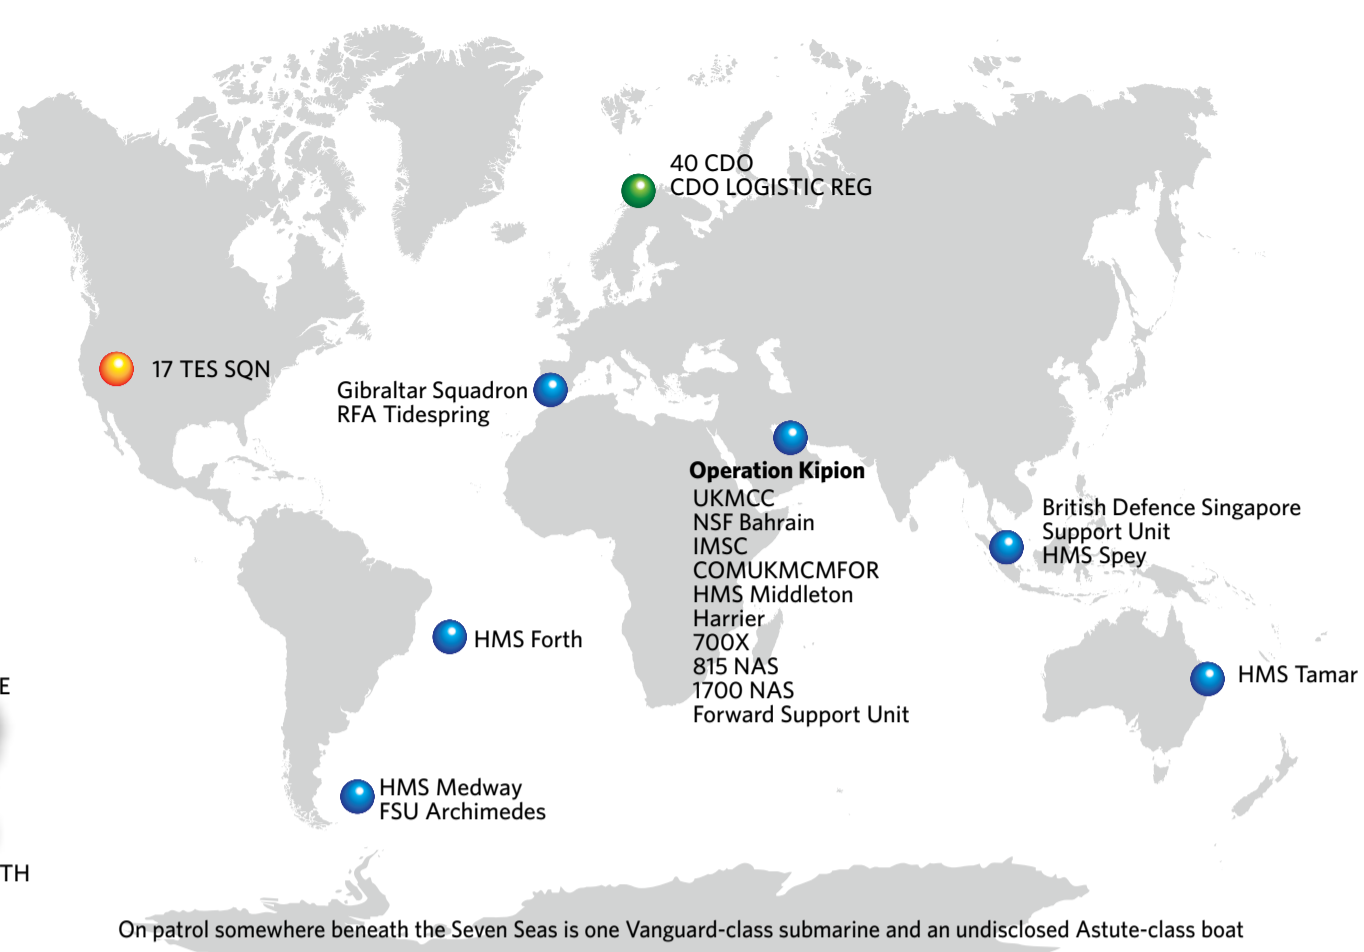 40 CDO
CDO LOGISTIC REG
17 TES SQN
Gibraltar Squadron
RFA Tidespring
Operation Kipion
UKMCC
NSF Bahrain
IMSC
COMUKMCMFOR
HMS Middleton
Harrier
700X
815 NAS
1700 NAS
Forward Support Unit
British Defence Singapore
Support Unit
HMS Spey
HMS Forth
HMS Tamar
E
HMS Medway
FSU Archimedes
TH
On patrol somewhere beneath the Seven Seas is one Vanguard-class submarine and an undisclosed Astute-class boat